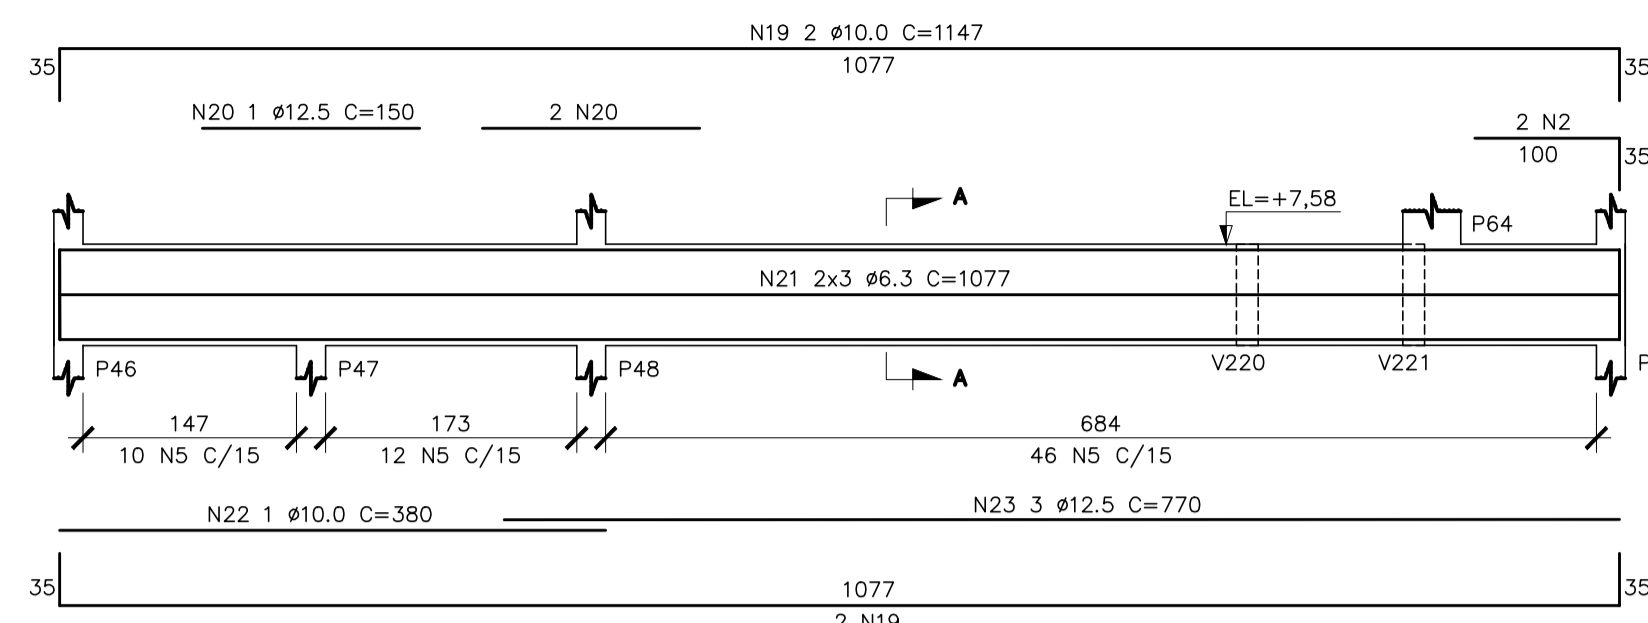 N19 2 ø10.0 C=1147
35 1077 35
N20 1 ø12.5 C=150 2 N20
2 N2
100 35
A
EL=+7,58
P64
N21 2x3 ø6.3 C=1077
P46 P47 P48 A V220 V221 P
147 173 684
10 N5 C/15 12 N5 C/15 46 N5 C/15
N22 1 ø10.0 C=380 N23 3 ø12.5 C=770
35 1077 35
2 N19